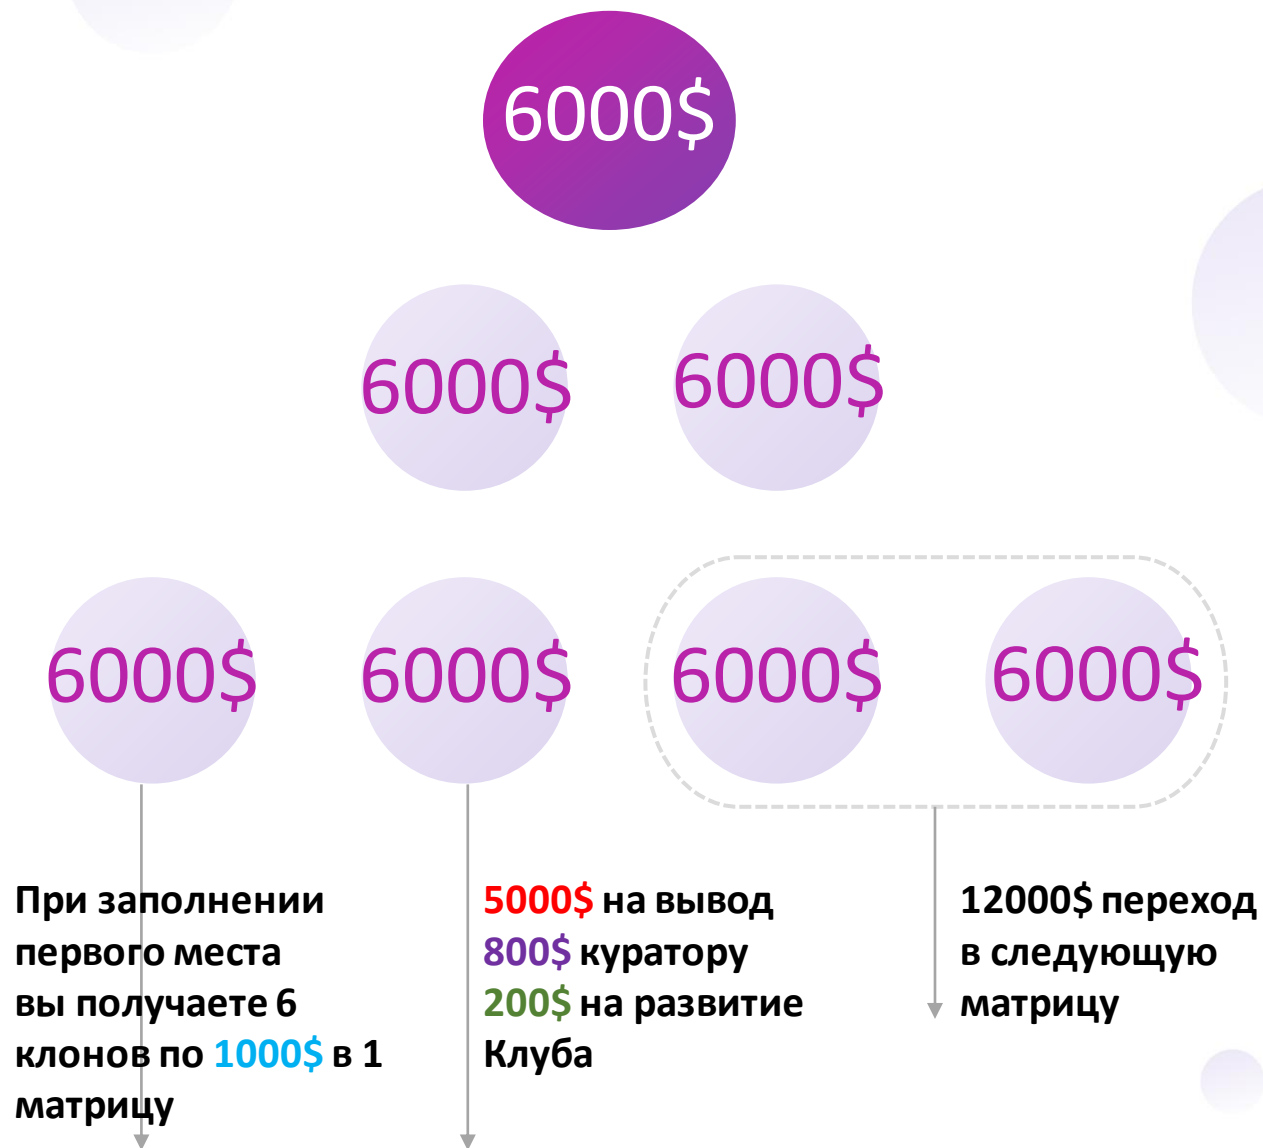 6000$
6000$ 6000$
6000$ 6000$ 6000$ 6000$
При заполнении
первого места
вы получаете 6
клонов по 1000$ в 1
матрицу
5000$ на вывод
800$ куратору
200$ на развитие
Клуба
12000$ переход
в следующую
матрицу